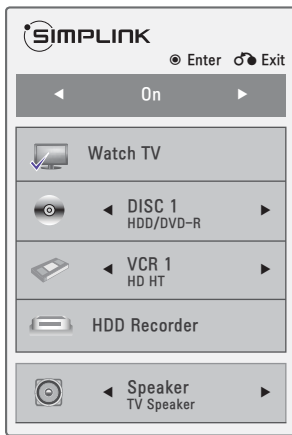 SIMPLINK
◉ Enter Exit
◄ On ►
Watch TV
◄ DISC 1 ►
HDD/DVD-R
◄ VCR 1 ►
HD HT
HDD Recorder
◄ Speaker ►
TV Speaker